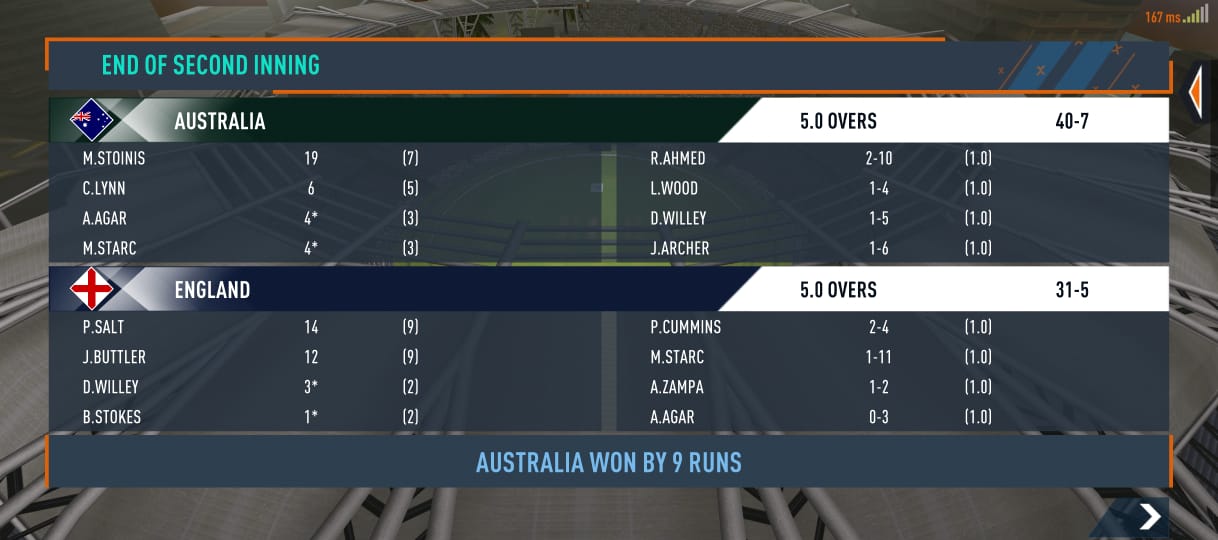 167 ms
END OF SECOND INNING
AUSTRALIA 5.0 OVERS 40-7
M.STOINIS 19 (7) R.AHMED 2-10 (1.0)
C.LYNN 6 (5) L.WOOD 1-4 (1.0)
A.AGAR 4* (3) D.WILLEY 1-5 (1.0)
M.STARC 4* (3) J.ARCHER 1-6 (1.0)
ENGLAND 5.0 OVERS 31-5
P.SALT 14 (9) P.CUMMINS 2-4 (1.0)
J.BUTTLER 12 (9) M.STARC 1-11 (1.0)
D.WILLEY 3* (2) A.ZAMPA 1-2 (1.0)
B.STOKES 1* (2) A.AGAR 0-3 (1.0)
AUSTRALIA WON BY 9 RUNS